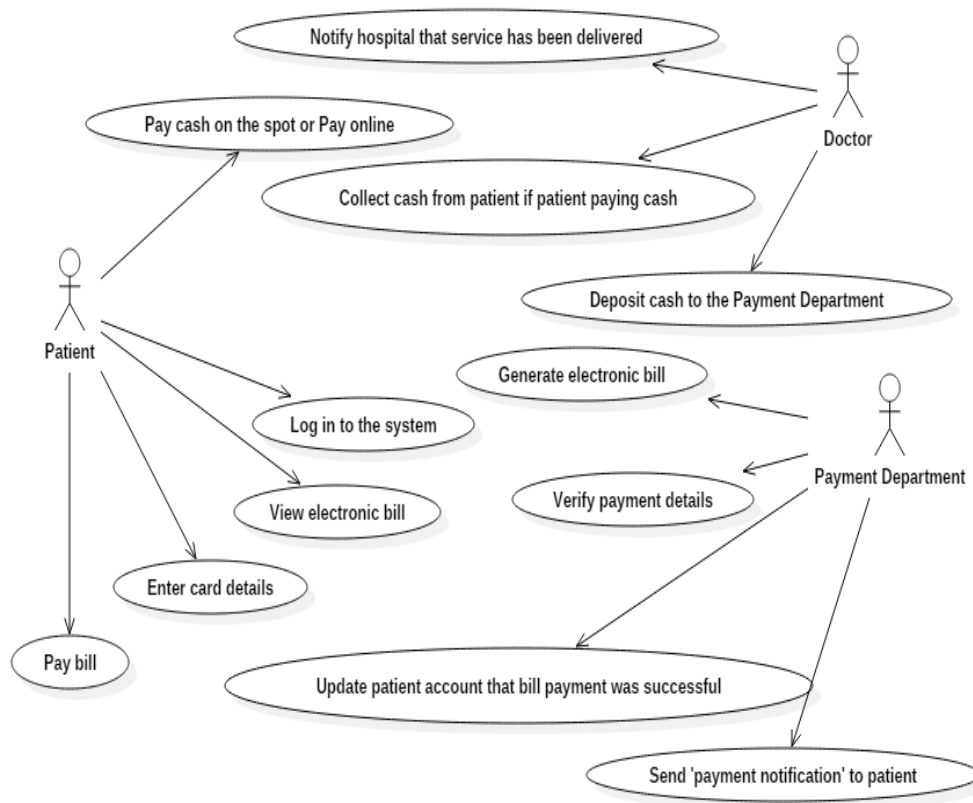 Notify hospital that service has been delivered
Pay cash on the spot or Pay online
Doctor
Collect cash from patient if patient paying cash
Deposit cash to the Payment Department
Patient
Generate electronic bill
Log in to the system
Payment Department
Verify payment details
View electronic bill
Enter card details
Pay bill
Update patient account that bill payment was successful
Send 'payment notification' to patient